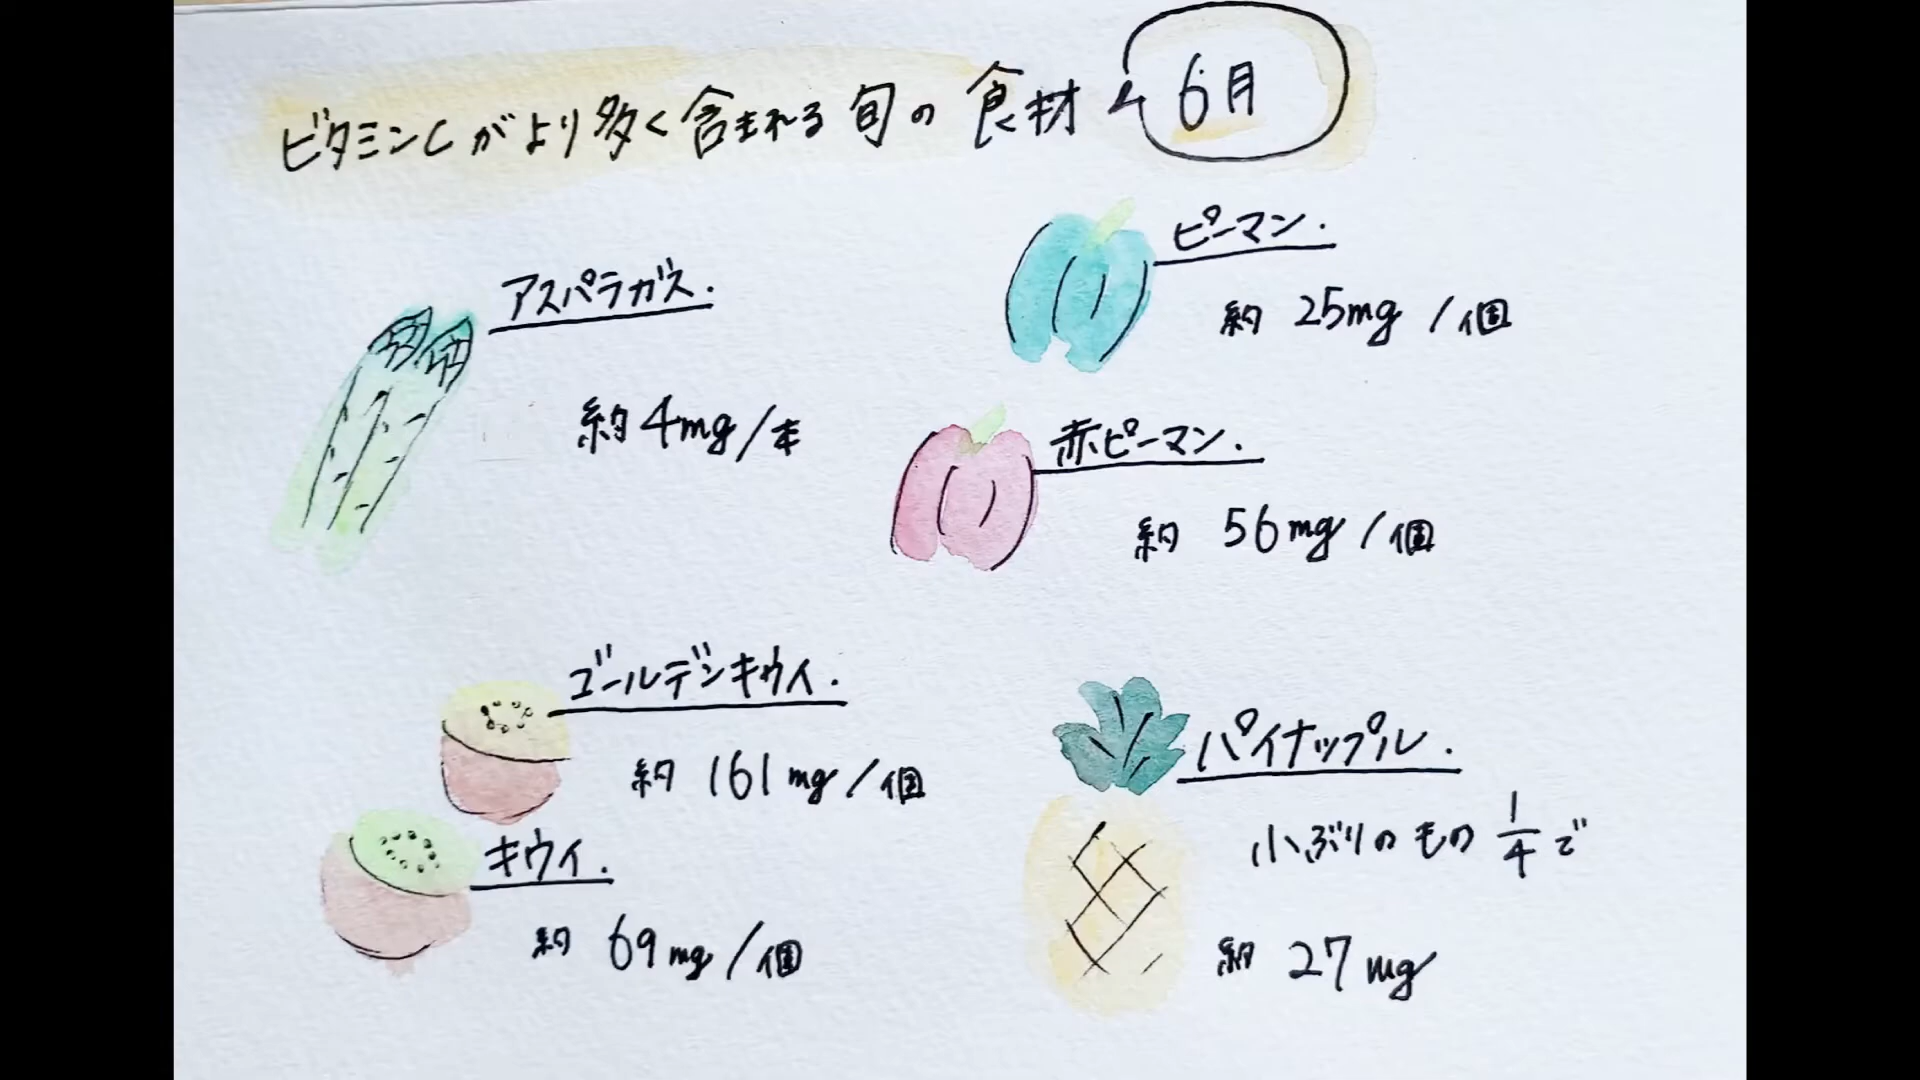 ビタミンCがより多く含まれる旬の食材 6月
アスパラガス.
約4mg/本
ピーマン.
約 25mg /個
赤ピーマン.
約 56mg /個
ゴールデンキウイ.
約 161mg /個
キウイ.
約 69mg /個
パイナップル.
小ぶりのもの 1/4 で
約 27mg